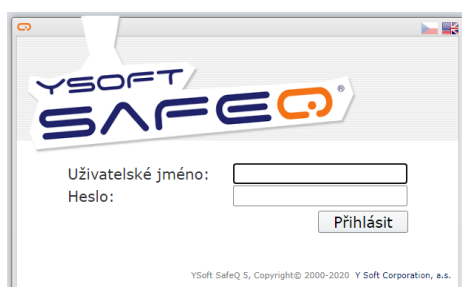 YSOFT
SAFEQ®
Uživatelské jméno:
Heslo:
Přihlásit
YSoft SafeQ 5, Copyright© 2000-2020 Y Soft Corporation, a.s.